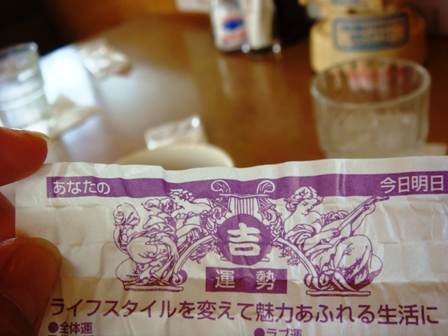 あなたの 今日明日
吉
運勢
ライフスタイルを変えて魅力あふれる生活に
●全体運 ●ラブ運